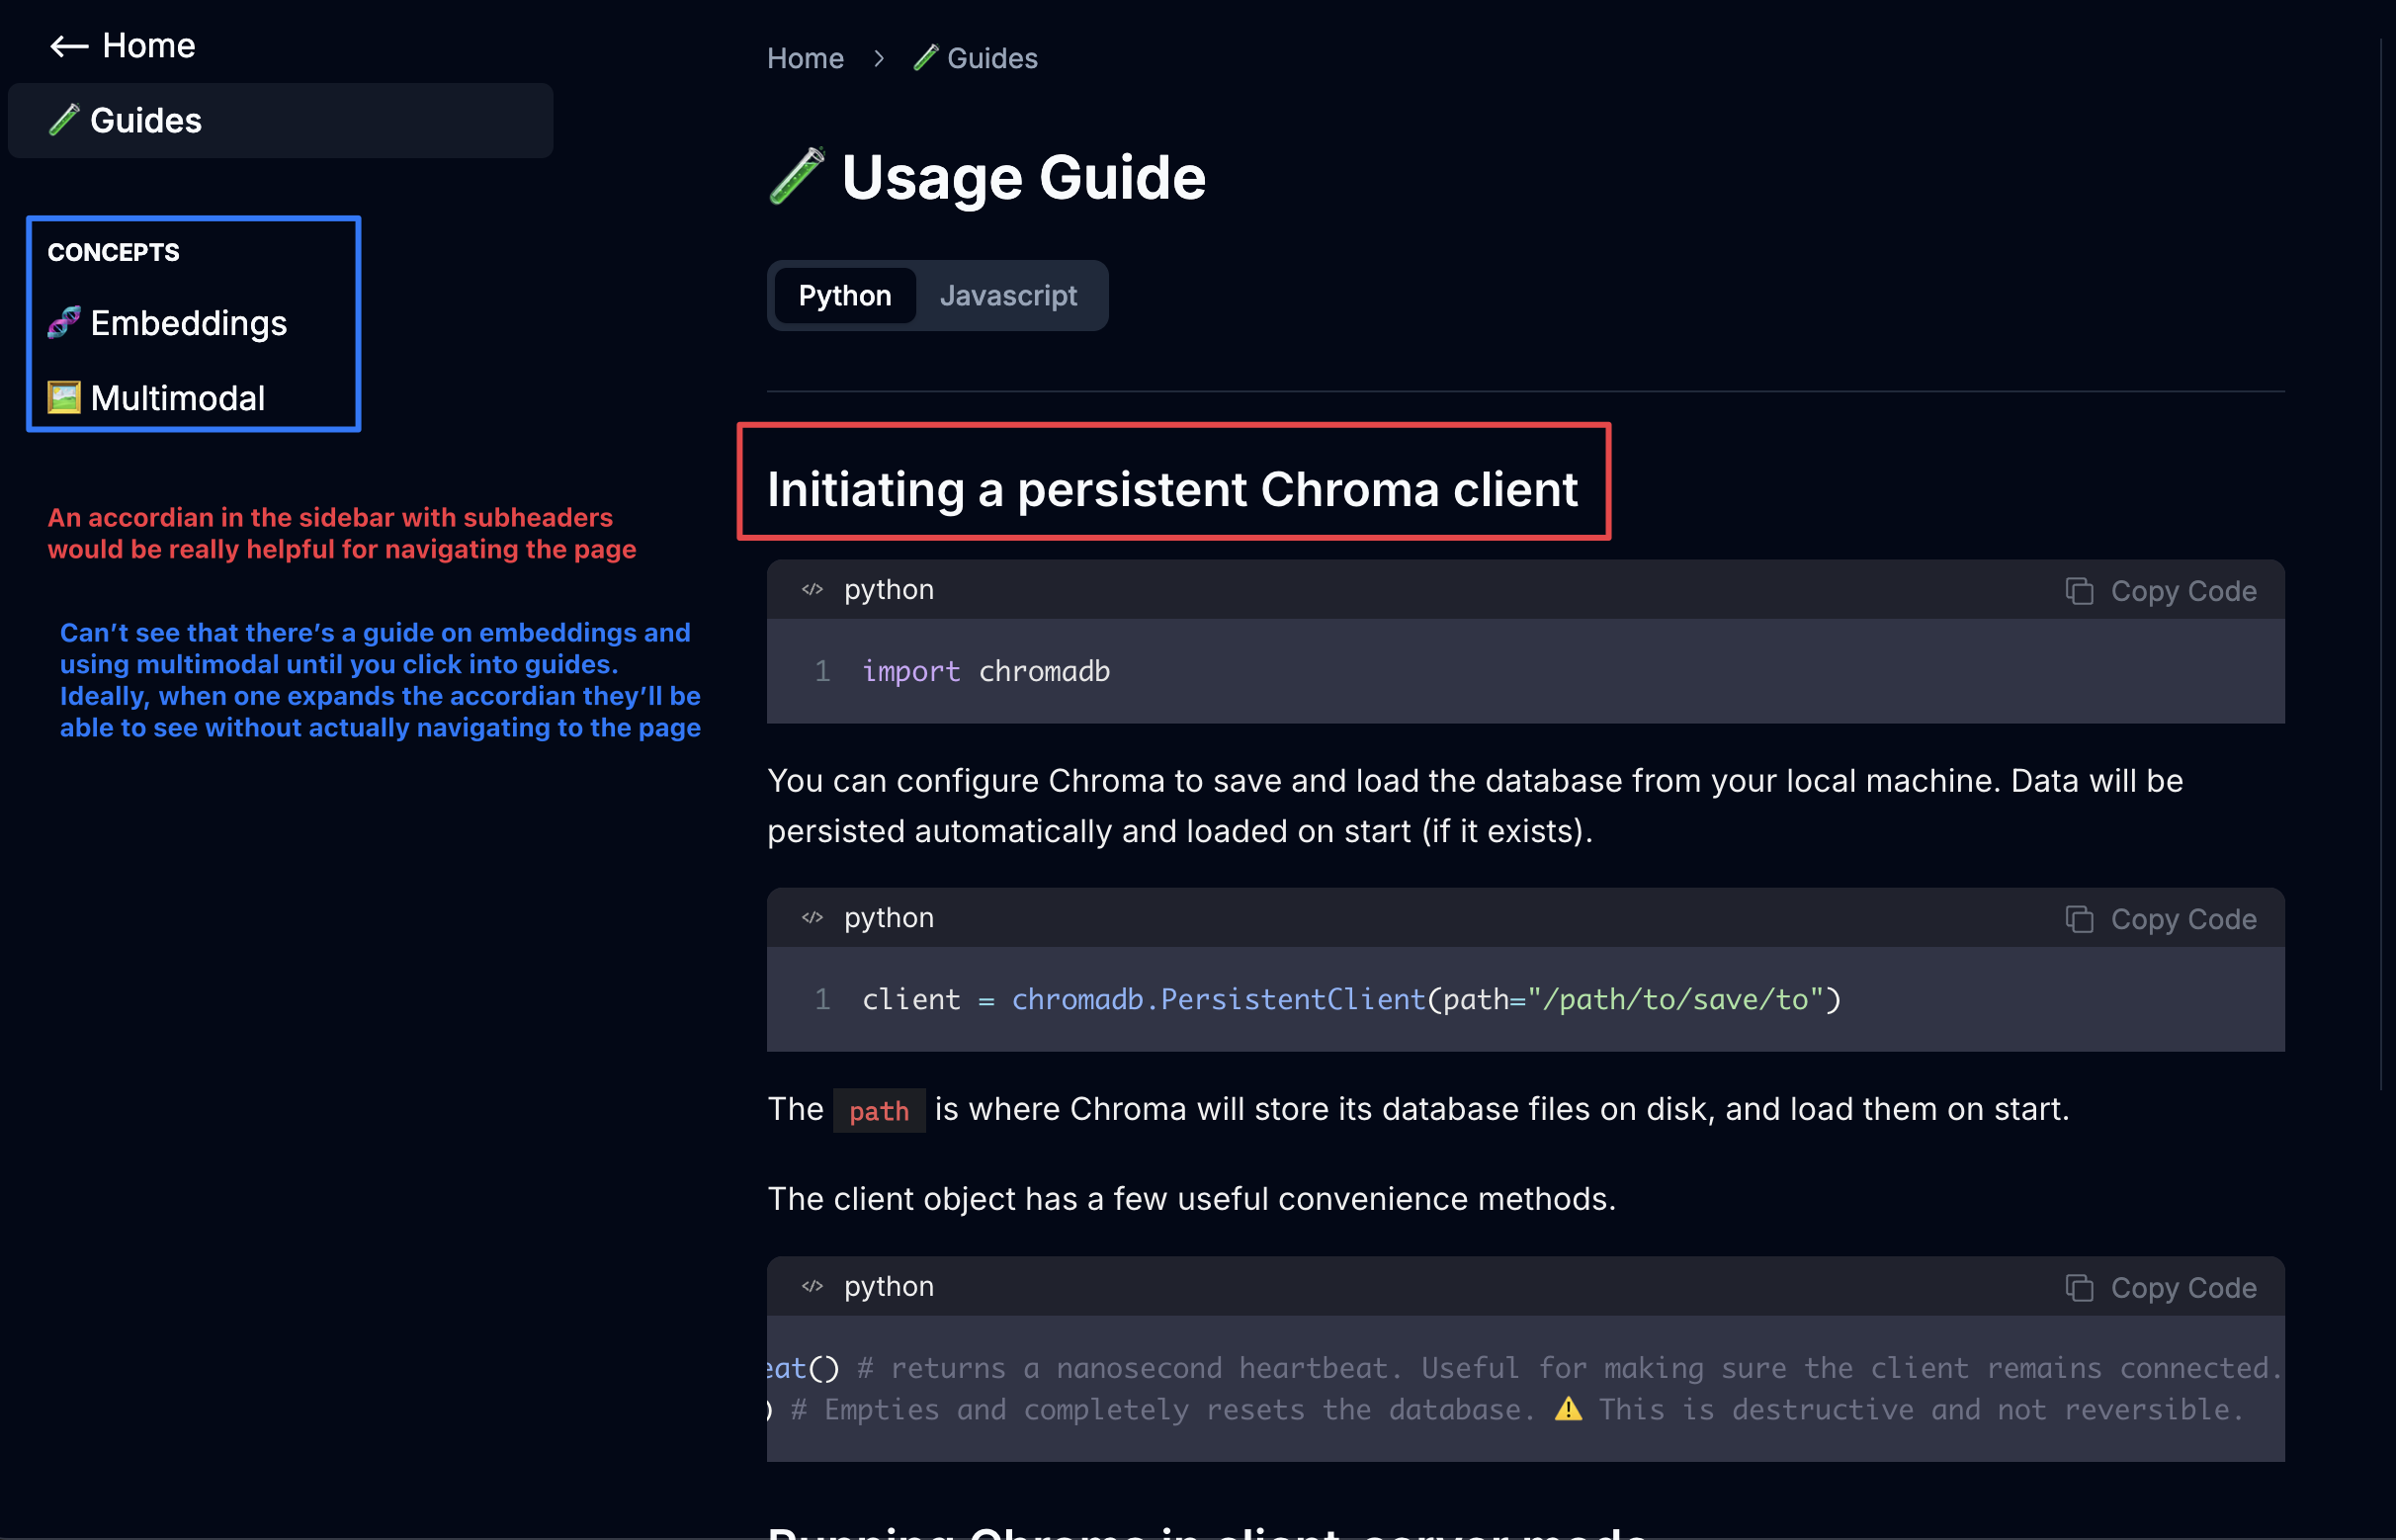 ← Home
Guides
CONCEPTS
Embeddings
Multimodal
An accordian in the sidebar with subheaders
would be really helpful for navigating the page
Can’t see that there’s a guide on embeddings and
using multimodal until you click into guides.
Ideally, when one expands the accordian they’ll be
able to see without actually navigating to the page
Home > Guides
Usage Guide
Python Javascript
Initiating a persistent Chroma client
</> python Copy Code
1 import chromadb
You can configure Chroma to save and load the database from your local machine. Data will be
persisted automatically and loaded on start (if it exists).
</> python Copy Code
1 client = chromadb.PersistentClient(path="/path/to/save/to")
The path is where Chroma will store its database files on disk, and load them on start.
The client object has a few useful convenience methods.
</> python Copy Code
eat() # returns a nanosecond heartbeat. Useful for making sure the client remains connected.
) # Empties and completely resets the database. ⚠️ This is destructive and not reversible.
Running Chroma in client-server mode